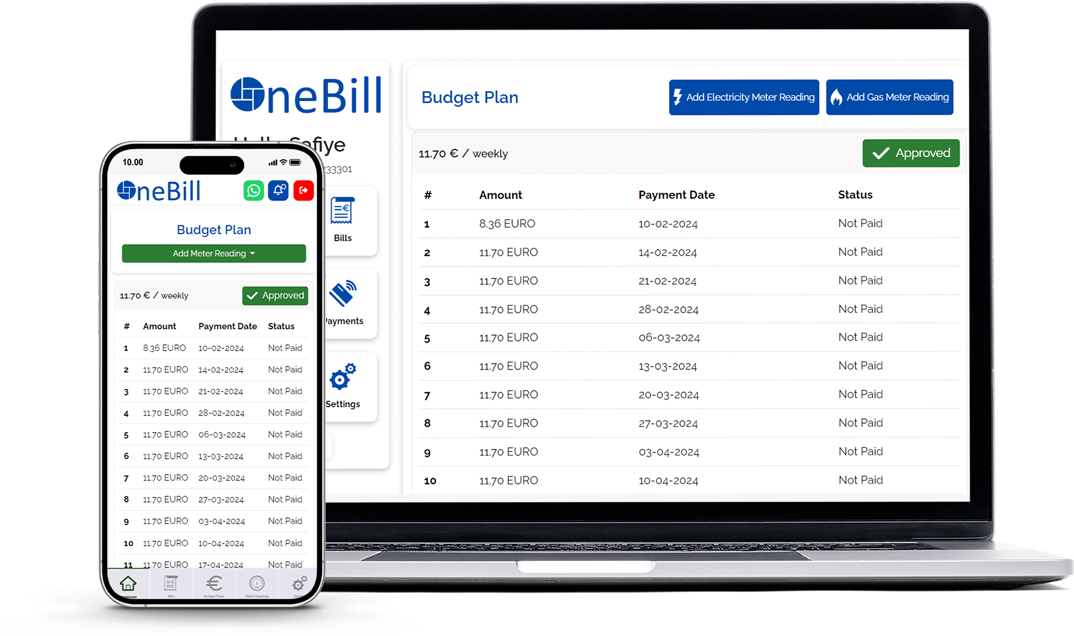 OneBill
Budget Plan
Add Electricity Meter Reading
Add Gas Meter Reading
Safiye
33301
11.70 € / weekly
Approved
# Amount Payment Date Status
1 8.36 EURO 10-02-2024 Not Paid
2 11.70 EURO 14-02-2024 Not Paid
3 11.70 EURO 21-02-2024 Not Paid
4 11.70 EURO 28-02-2024 Not Paid
5 11.70 EURO 06-03-2024 Not Paid
6 11.70 EURO 13-03-2024 Not Paid
7 11.70 EURO 20-03-2024 Not Paid
8 11.70 EURO 27-03-2024 Not Paid
9 11.70 EURO 03-04-2024 Not Paid
10 11.70 EURO 10-04-2024 Not Paid
Bills
Payments
Settings
10.00
OneBill
Budget Plan
Add Meter Reading
11.70 € / weekly
Approved
# Amount Payment Date Status
1 8.36 EURO 10-02-2024 Not Paid
2 11.70 EURO 14-02-2024 Not Paid
3 11.70 EURO 21-02-2024 Not Paid
4 11.70 EURO 28-02-2024 Not Paid
5 11.70 EURO 06-03-2024 Not Paid
6 11.70 EURO 13-03-2024 Not Paid
7 11.70 EURO 20-03-2024 Not Paid
8 11.70 EURO 27-03-2024 Not Paid
9 11.70 EURO 03-04-2024 Not Paid
10 11.70 EURO 10-04-2024 Not Paid
11 11.70 EURO 17-04-2024 Not Paid